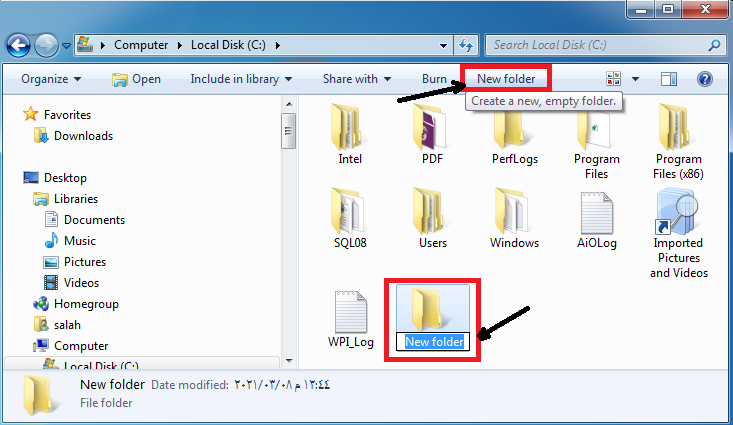 Computer Local Disk (C:) Search Local Disk (C:)
Organize Open Include in library Share with Burn New folder
Create a new, empty folder.
Favorites
Downloads
Desktop
Libraries
Documents
Music
Pictures
Videos
Homegroup
salah
Computer
Local Disk (C:)
Intel PDF PerfLogs Program Files Program Files (x86)
SQL08 Users Windows AiOLog Imported Pictures and Videos
WPI_Log New folder
New folder Date modified: ٢٠٢١/٠٣/٠٨ م ١٢:٤٤
File folder